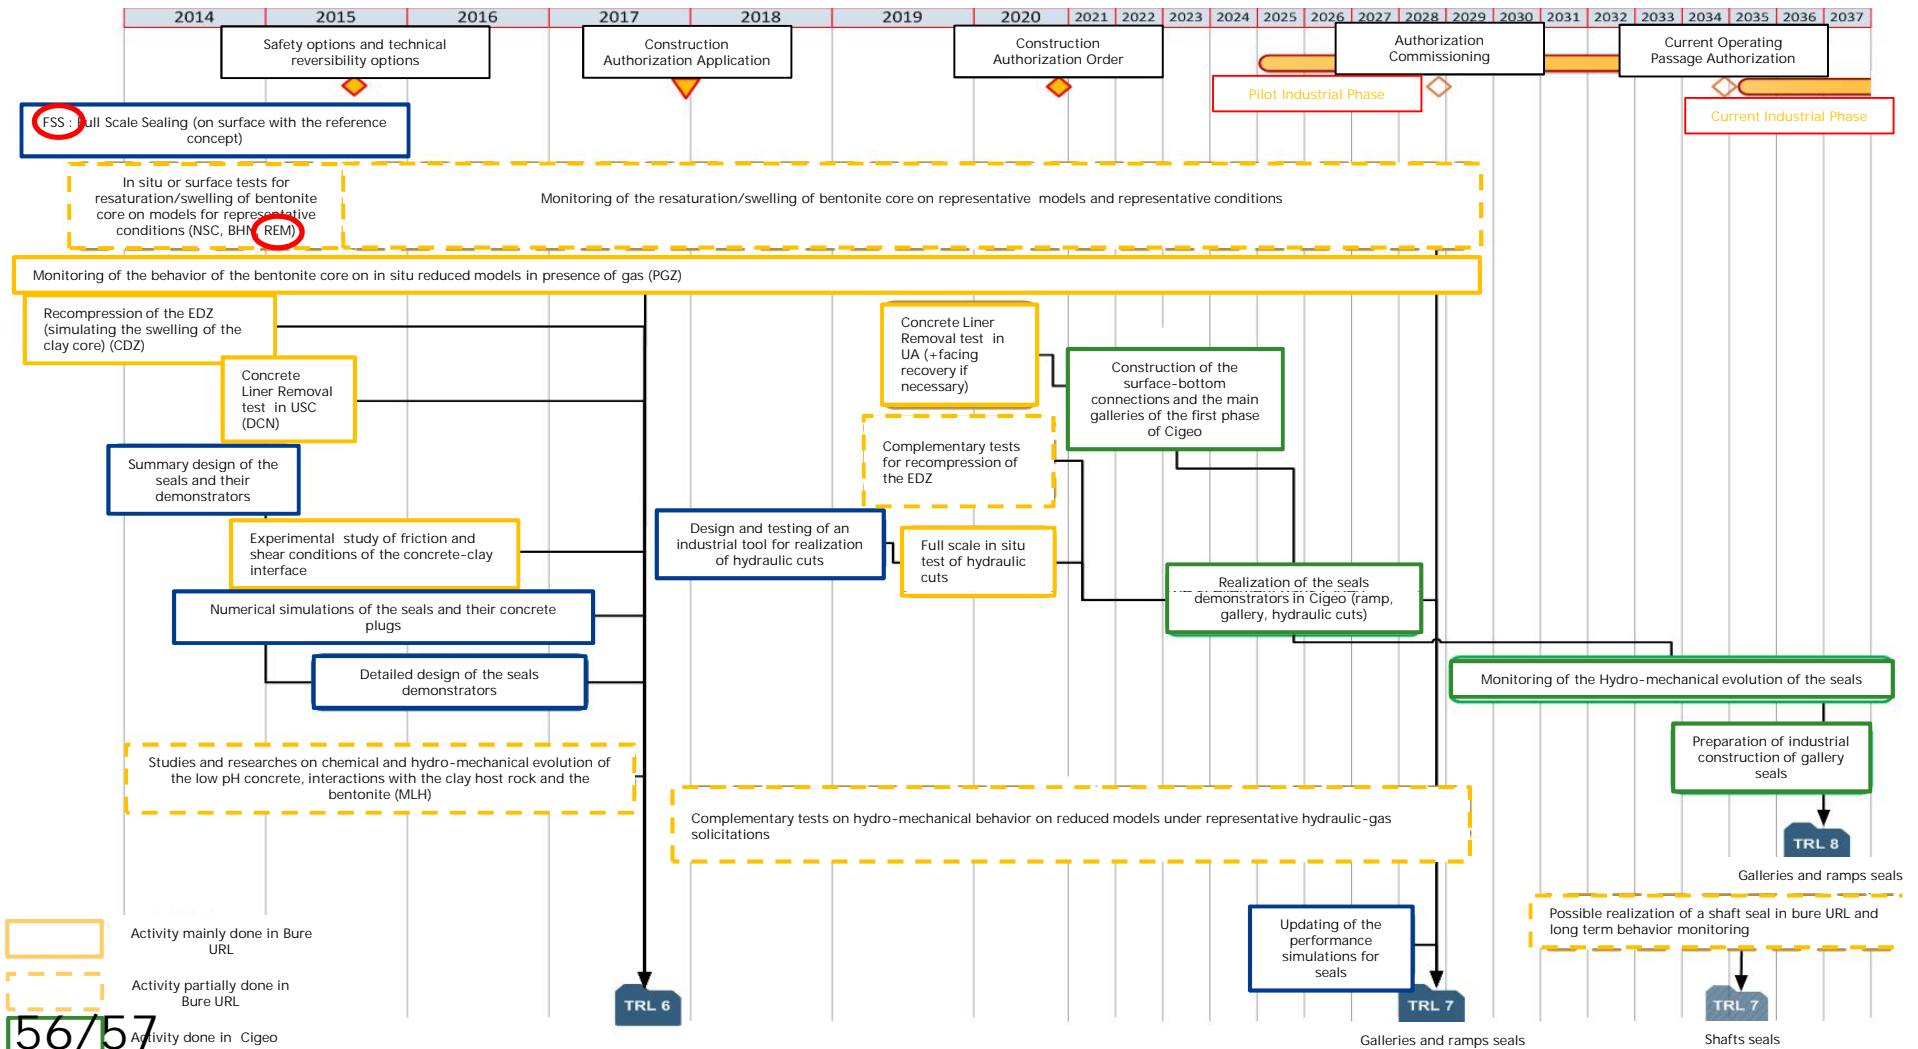 2014 2015 2016 2017 2018 2019 2020 2021 2022 2023 2024 2025 2026 2027 2028 2029 2030 2031 2032 2033 2034 2035 2036 2037
Safety options and technical
reversibility options
Construction
Authorization Application
Construction
Authorization Order
Authorization
Commissioning
Current Operating
Passage Authorization
Pilot Industrial Phase
Current Industrial Phase
FSS : Full Scale Sealing (on surface with the reference
concept)
In situ or surface tests for
resaturation/swelling of bentonite
core on models for representative
conditions (NSC, BHN, REM)
Monitoring of the resaturation/swelling of bentonite core on representative models and representative conditions
Monitoring of the behavior of the bentonite core on in situ reduced models in presence of gas (PGZ)
Recompression of the EDZ
(simulating the swelling of the
clay core) (CDZ)
Concrete
Liner Removal
test in USC
(DCN)
Concrete Liner
Removal test in
UA (+facing
recovery if
necessary)
Construction of the
surface-bottom
connections and the main
galleries of the first phase
of Cigeo
Summary design of the
seals and their
demonstrators
Complementary tests
for recompression of
the EDZ
Experimental study of friction and
shear conditions of the concrete-clay
interface
Design and testing of an
industrial tool for realization
of hydraulic cuts
Full scale in situ
test of hydraulic
cuts
Realization of the seals
demonstrators in Cigeo (ramp,
gallery, hydraulic cuts)
Numerical simulations of the seals and their concrete
plugs
Detailed design of the seals
demonstrators
Monitoring of the Hydro-mechanical evolution of the seals
Preparation of industrial
construction of gallery
seals
Studies and researches on chemical and hydro-mechanical evolution of
the low pH concrete, interactions with the clay host rock and the
bentonite (MLH)
Complementary tests on hydro-mechanical behavior on reduced models under representative hydraulic-gas
solicitations
TRL 8
Galleries and ramps seals
Possible realization of a shaft seal in bure URL and
long term behavior monitoring
Updating of the
performance
simulations for
seals
TRL 6
TRL 7
Galleries and ramps seals
TRL 7
Shafts seals
Activity mainly done in Bure
URL
Activity partially done in
Bure URL
Activity done in Cigeo
56/57